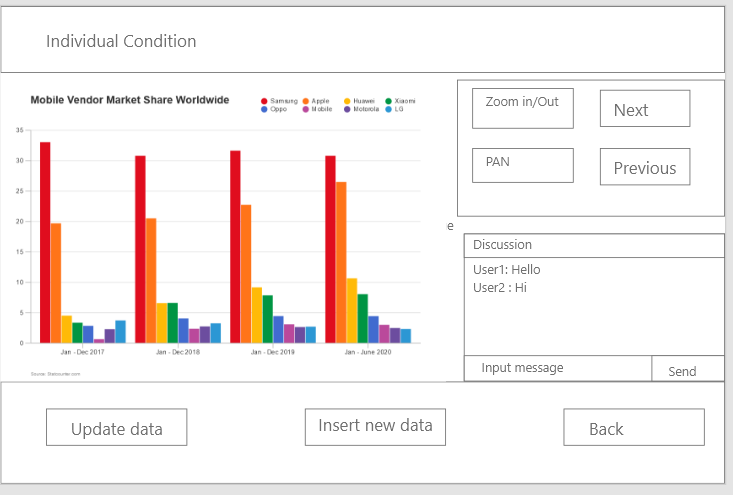 Individual Condition
Mobile Vendor Market Share Worldwide
Samsung Apple Huawei Xiaomi
Oppo Mobile Motorola LG
35
30
25
20
15
10
5
0
Jan - Dec 2017 Jan - Dec 2018 Jan - Dec 2019 Jan - June 2020
Source: Statcounter.com
Zoom in/Out
Next
PAN
Previous
e
Discussion
User1: Hello
User2 : Hi
Input message
Send
Update data
Insert new data
Back